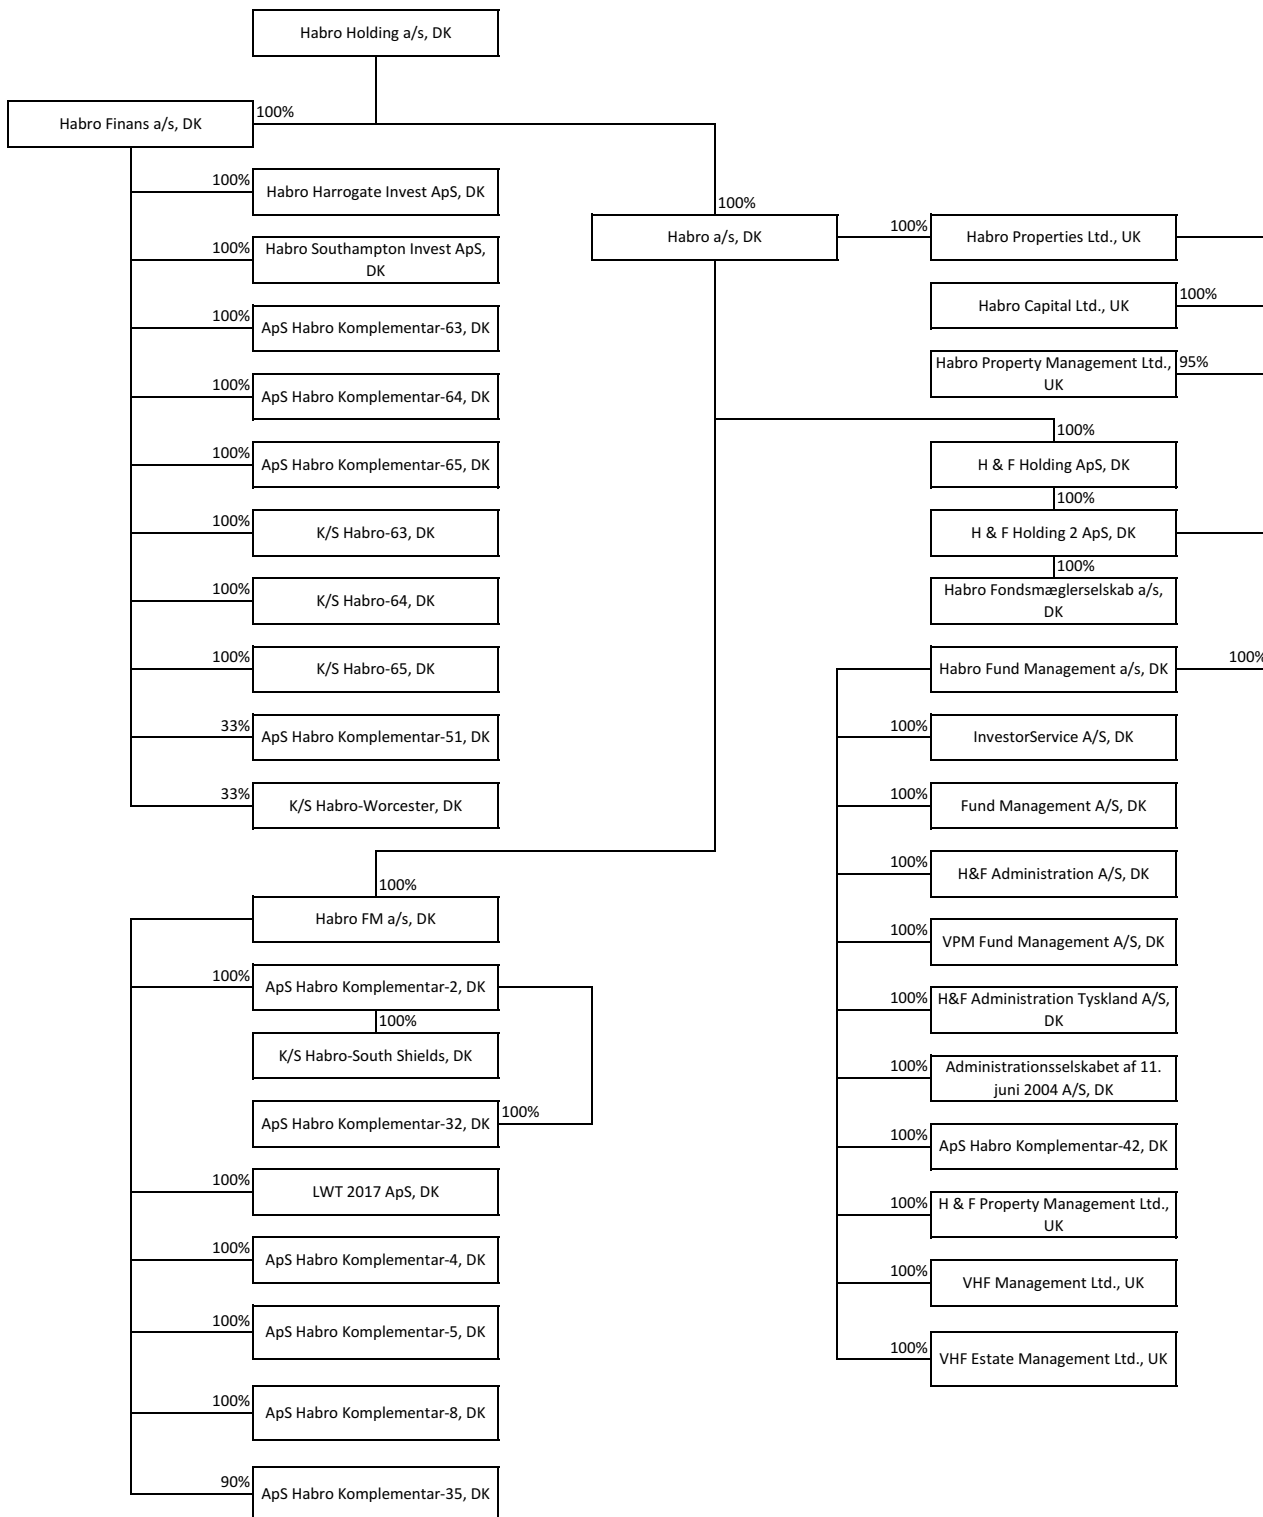 Habro Holding a/s, DK
Habro Finans a/s, DK
100%
100%
Habro Harrogate Invest ApS, DK
100%
Habro Southampton Invest ApS,
DK
100%
ApS Habro Komplementar-63, DK
100%
ApS Habro Komplementar-64, DK
100%
ApS Habro Komplementar-65, DK
100%
K/S Habro-63, DK
100%
K/S Habro-64, DK
100%
K/S Habro-65, DK
33%
ApS Habro Komplementar-51, DK
33%
K/S Habro-Worcester, DK
100%
Habro a/s, DK
100%
Habro Properties Ltd., UK
Habro Capital Ltd., UK
100%
Habro Property Management Ltd.,
UK
95%
100%
H & F Holding ApS, DK
100%
H & F Holding 2 ApS, DK
100%
Habro Fondsmæglerselskab a/s,
DK
Habro Fund Management a/s, DK
100%
100%
InvestorService A/S, DK
100%
Fund Management A/S, DK
100%
H&F Administration A/S, DK
100%
VPM Fund Management A/S, DK
100%
H&F Administration Tyskland A/S,
DK
100%
Administrationsselskabet af 11.
juni 2004 A/S, DK
100%
ApS Habro Komplementar-42, DK
100%
H & F Property Management Ltd.,
UK
100%
VHF Management Ltd., UK
100%
VHF Estate Management Ltd., UK
100%
Habro FM a/s, DK
100%
ApS Habro Komplementar-2, DK
100%
K/S Habro-South Shields, DK
ApS Habro Komplementar-32, DK
100%
100%
LWT 2017 ApS, DK
100%
ApS Habro Komplementar-4, DK
100%
ApS Habro Komplementar-5, DK
100%
ApS Habro Komplementar-8, DK
90%
ApS Habro Komplementar-35, DK